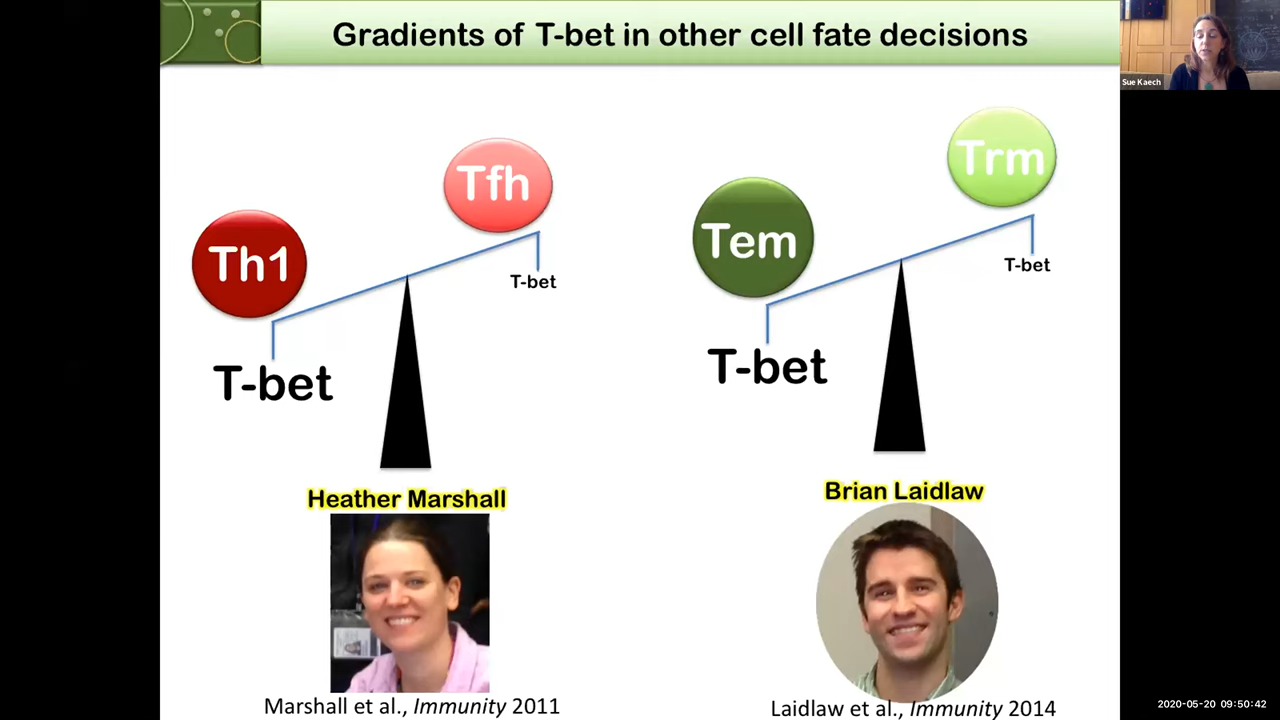 Gradients of T-bet in other cell fate decisions
Sue Kaech
Tfh
Th1
T-bet
T-bet
Trm
Tem
T-bet
T-bet
Heather Marshall
Brian Laidlaw
Marshall et al., Immunity 2011
Laidlaw et al., Immunity 2014
2020-05-20 09:50:42